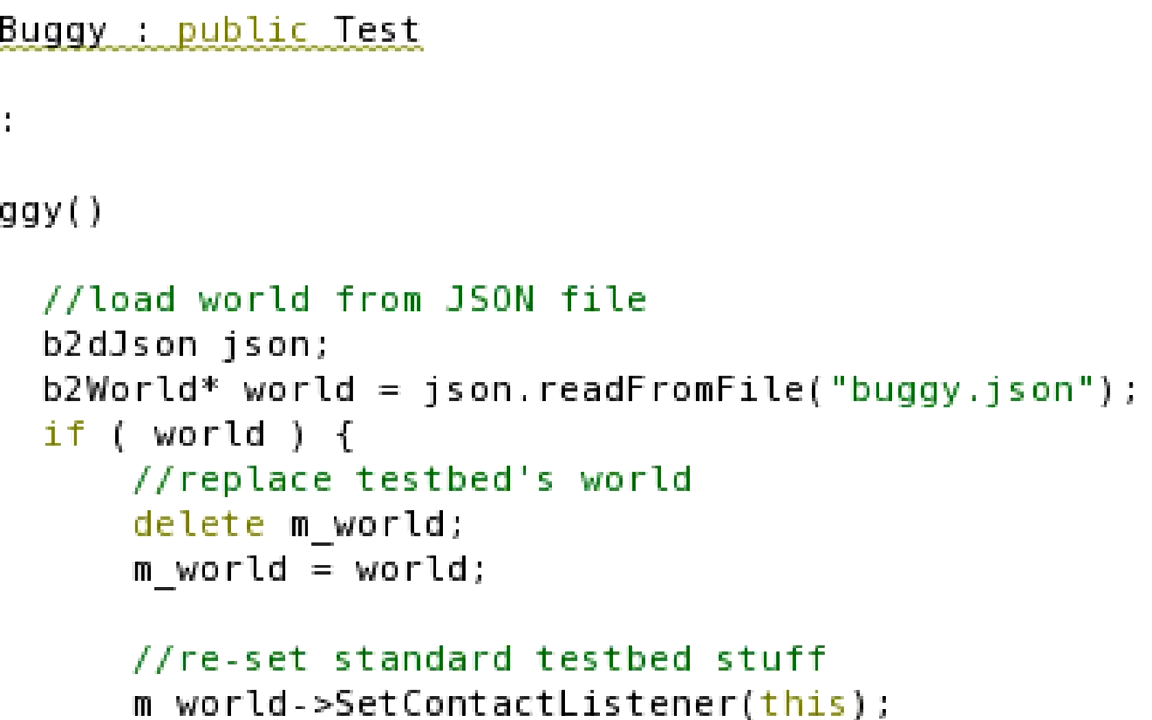 Buggy : public Test
:
ggy()
//load world from JSON file
b2dJson json;
b2World* world = json.readFromFile("buggy.json");
if ( world ) {
//replace testbed's world
delete m_world;
m_world = world;
//re-set standard testbed stuff
m_world->SetContactListener(this);